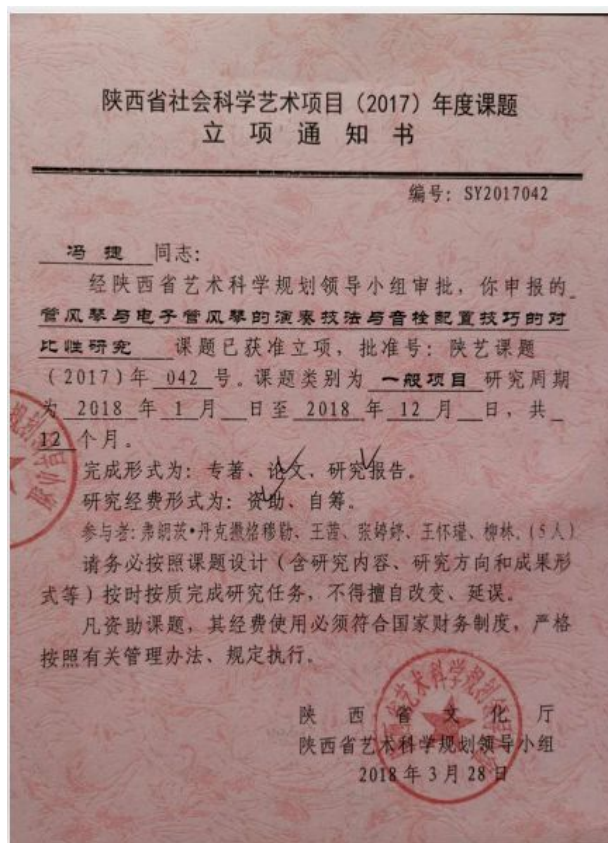 陕西省社会科学艺术项目（2017）年度课题
立项通知书
编号：SY2017042
冯捷 同志：
经陕西省艺术科学规划领导小组审批，你申报的
管风琴与电子管风琴的演奏技法与音栓配置技巧的对
比性研究 课题已获准立项，批准号：陕艺课题
（2017）年 042 号。课题类别为 一般项目 研究周期
为 2018 年 1 月 日至 2018 年 12 月 日，共
12 个月。
完成形式为：专著、论文、研究报告。
研究经费形式为：资助、自筹。
参与者：弗朗茨·丹克撒格穆勒、王茜、张婷婷、王怀瑾、柳林。（5人）
请务必按照课题设计（含研究内容、研究方向和成果形
式等）按时按质完成研究任务，不得擅自改变、延误。
凡资助课题，其经费使用必须符合国家财务制度，严格
按照有关管理办法、规定执行。
陕西省文化厅
陕西省艺术科学规划领导小组
2018年3月28日